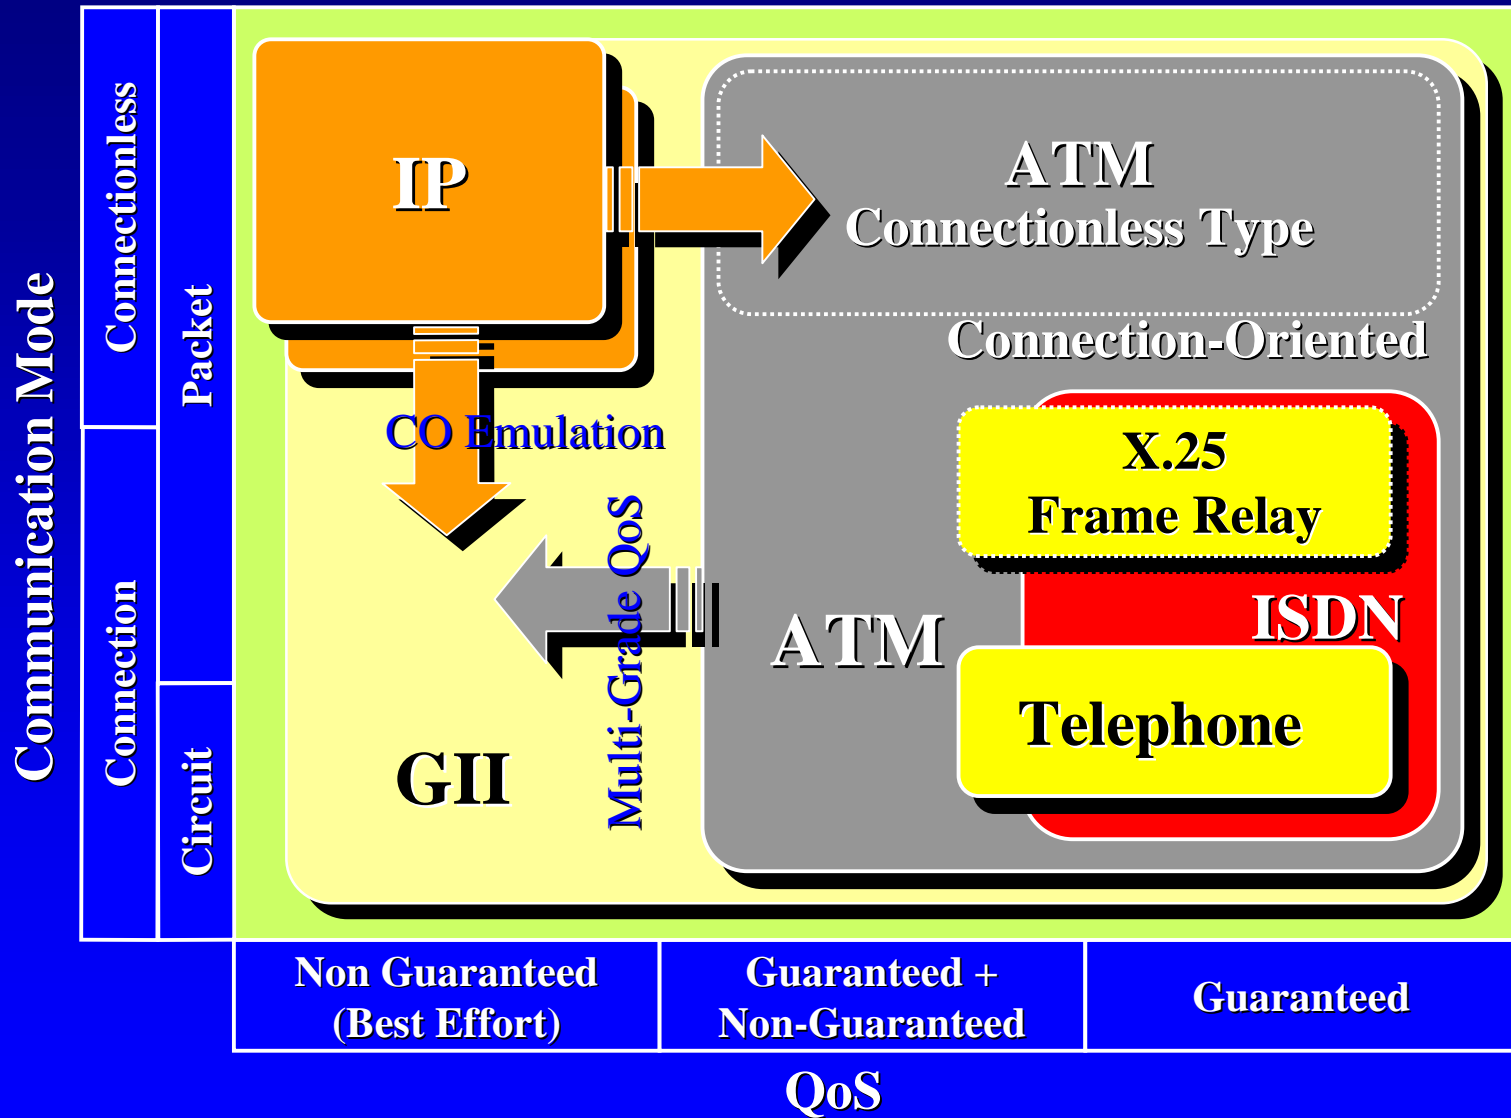 Communication Mode
Connectionless
Connection
Packet
Circuit
IP
ATM
Connectionless Type
Connection-Oriented
CO Emulation
X.25
Frame Relay
Multi-Grade QoS
ISDN
ATM
Telephone
GII
Non Guaranteed
(Best Effort)
Guaranteed +
Non-Guaranteed
Guaranteed
QoS